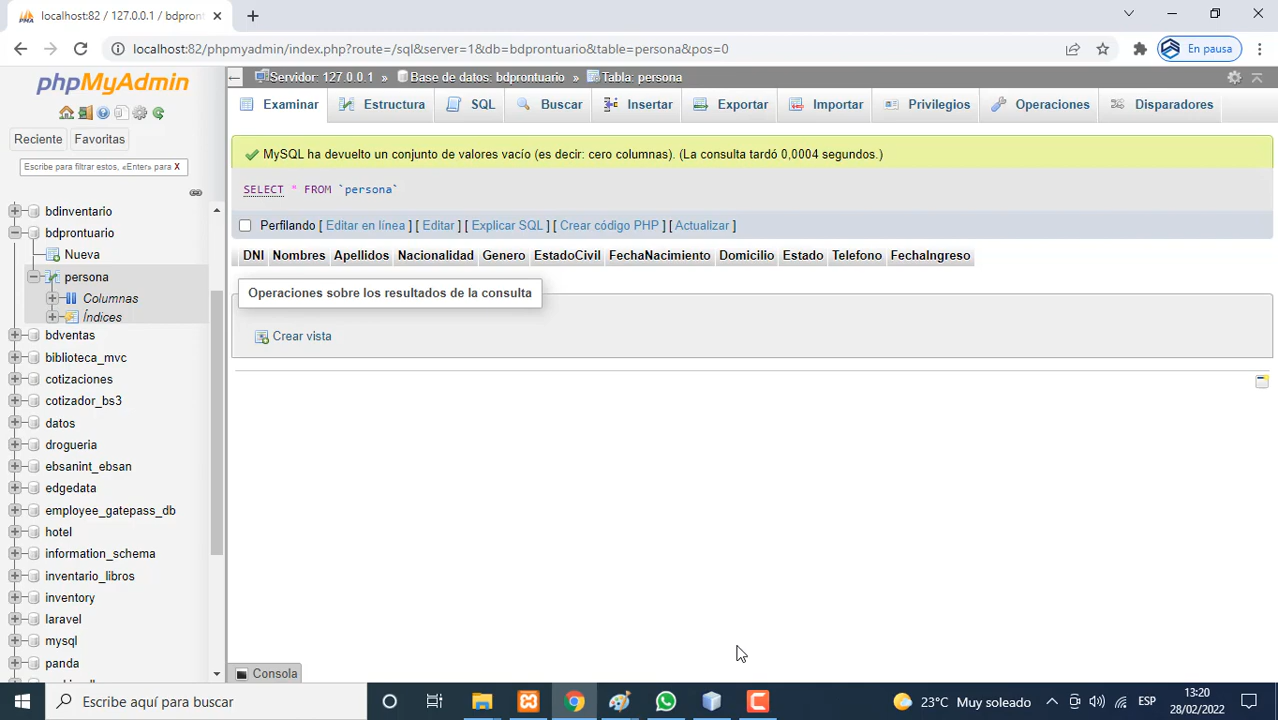 localhost:82 / 127.0.0.1 / bdpront
localhost:82/phpmyadmin/index.php?route=/sql&server=1&db=bdprontuario&table=persona&pos=0
En pausa
phpMyAdmin
Reciente
Favoritas
Escribe para filtrar estos, «Enter» para X
bdinventario
bdprontuario
Nueva
persona
Columnas
Índices
bdventas
biblioteca_mvc
cotizaciones
cotizador_bs3
datos
drogueria
ebsanint_ebsan
edgedata
employee_gatepass_db
hotel
information_schema
inventario_libros
inventory
laravel
mysql
panda
Servidor: 127.0.0.1 » Base de datos: bdprontuario » Tabla: persona
Examinar Estructura SQL Buscar Insertar Exportar Importar Privilegios Operaciones Disparadores
MySQL ha devuelto un conjunto de valores vacío (es decir: cero columnas). (La consulta tardó 0,0004 segundos.)
SELECT * FROM `persona`
Perfilando [ Editar en línea ] [ Editar ] [ Explicar SQL ] [ Crear código PHP ] [ Actualizar ]
DNI Nombres Apellidos Nacionalidad Genero EstadoCivil FechaNacimiento Domicilio Estado Telefono FechaIngreso
Operaciones sobre los resultados de la consulta
Crear vista
Consola
Escribe aquí para buscar
23°C Muy soleado
ESP
13:20
28/02/2022